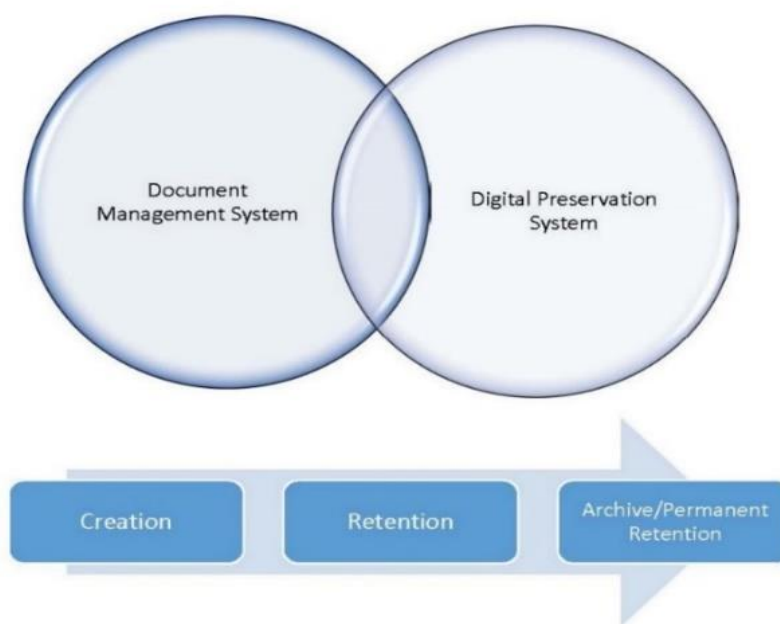 Document
Management System
Digital Preservation
System
Creation
Retention
Archive/Permanent
Retention